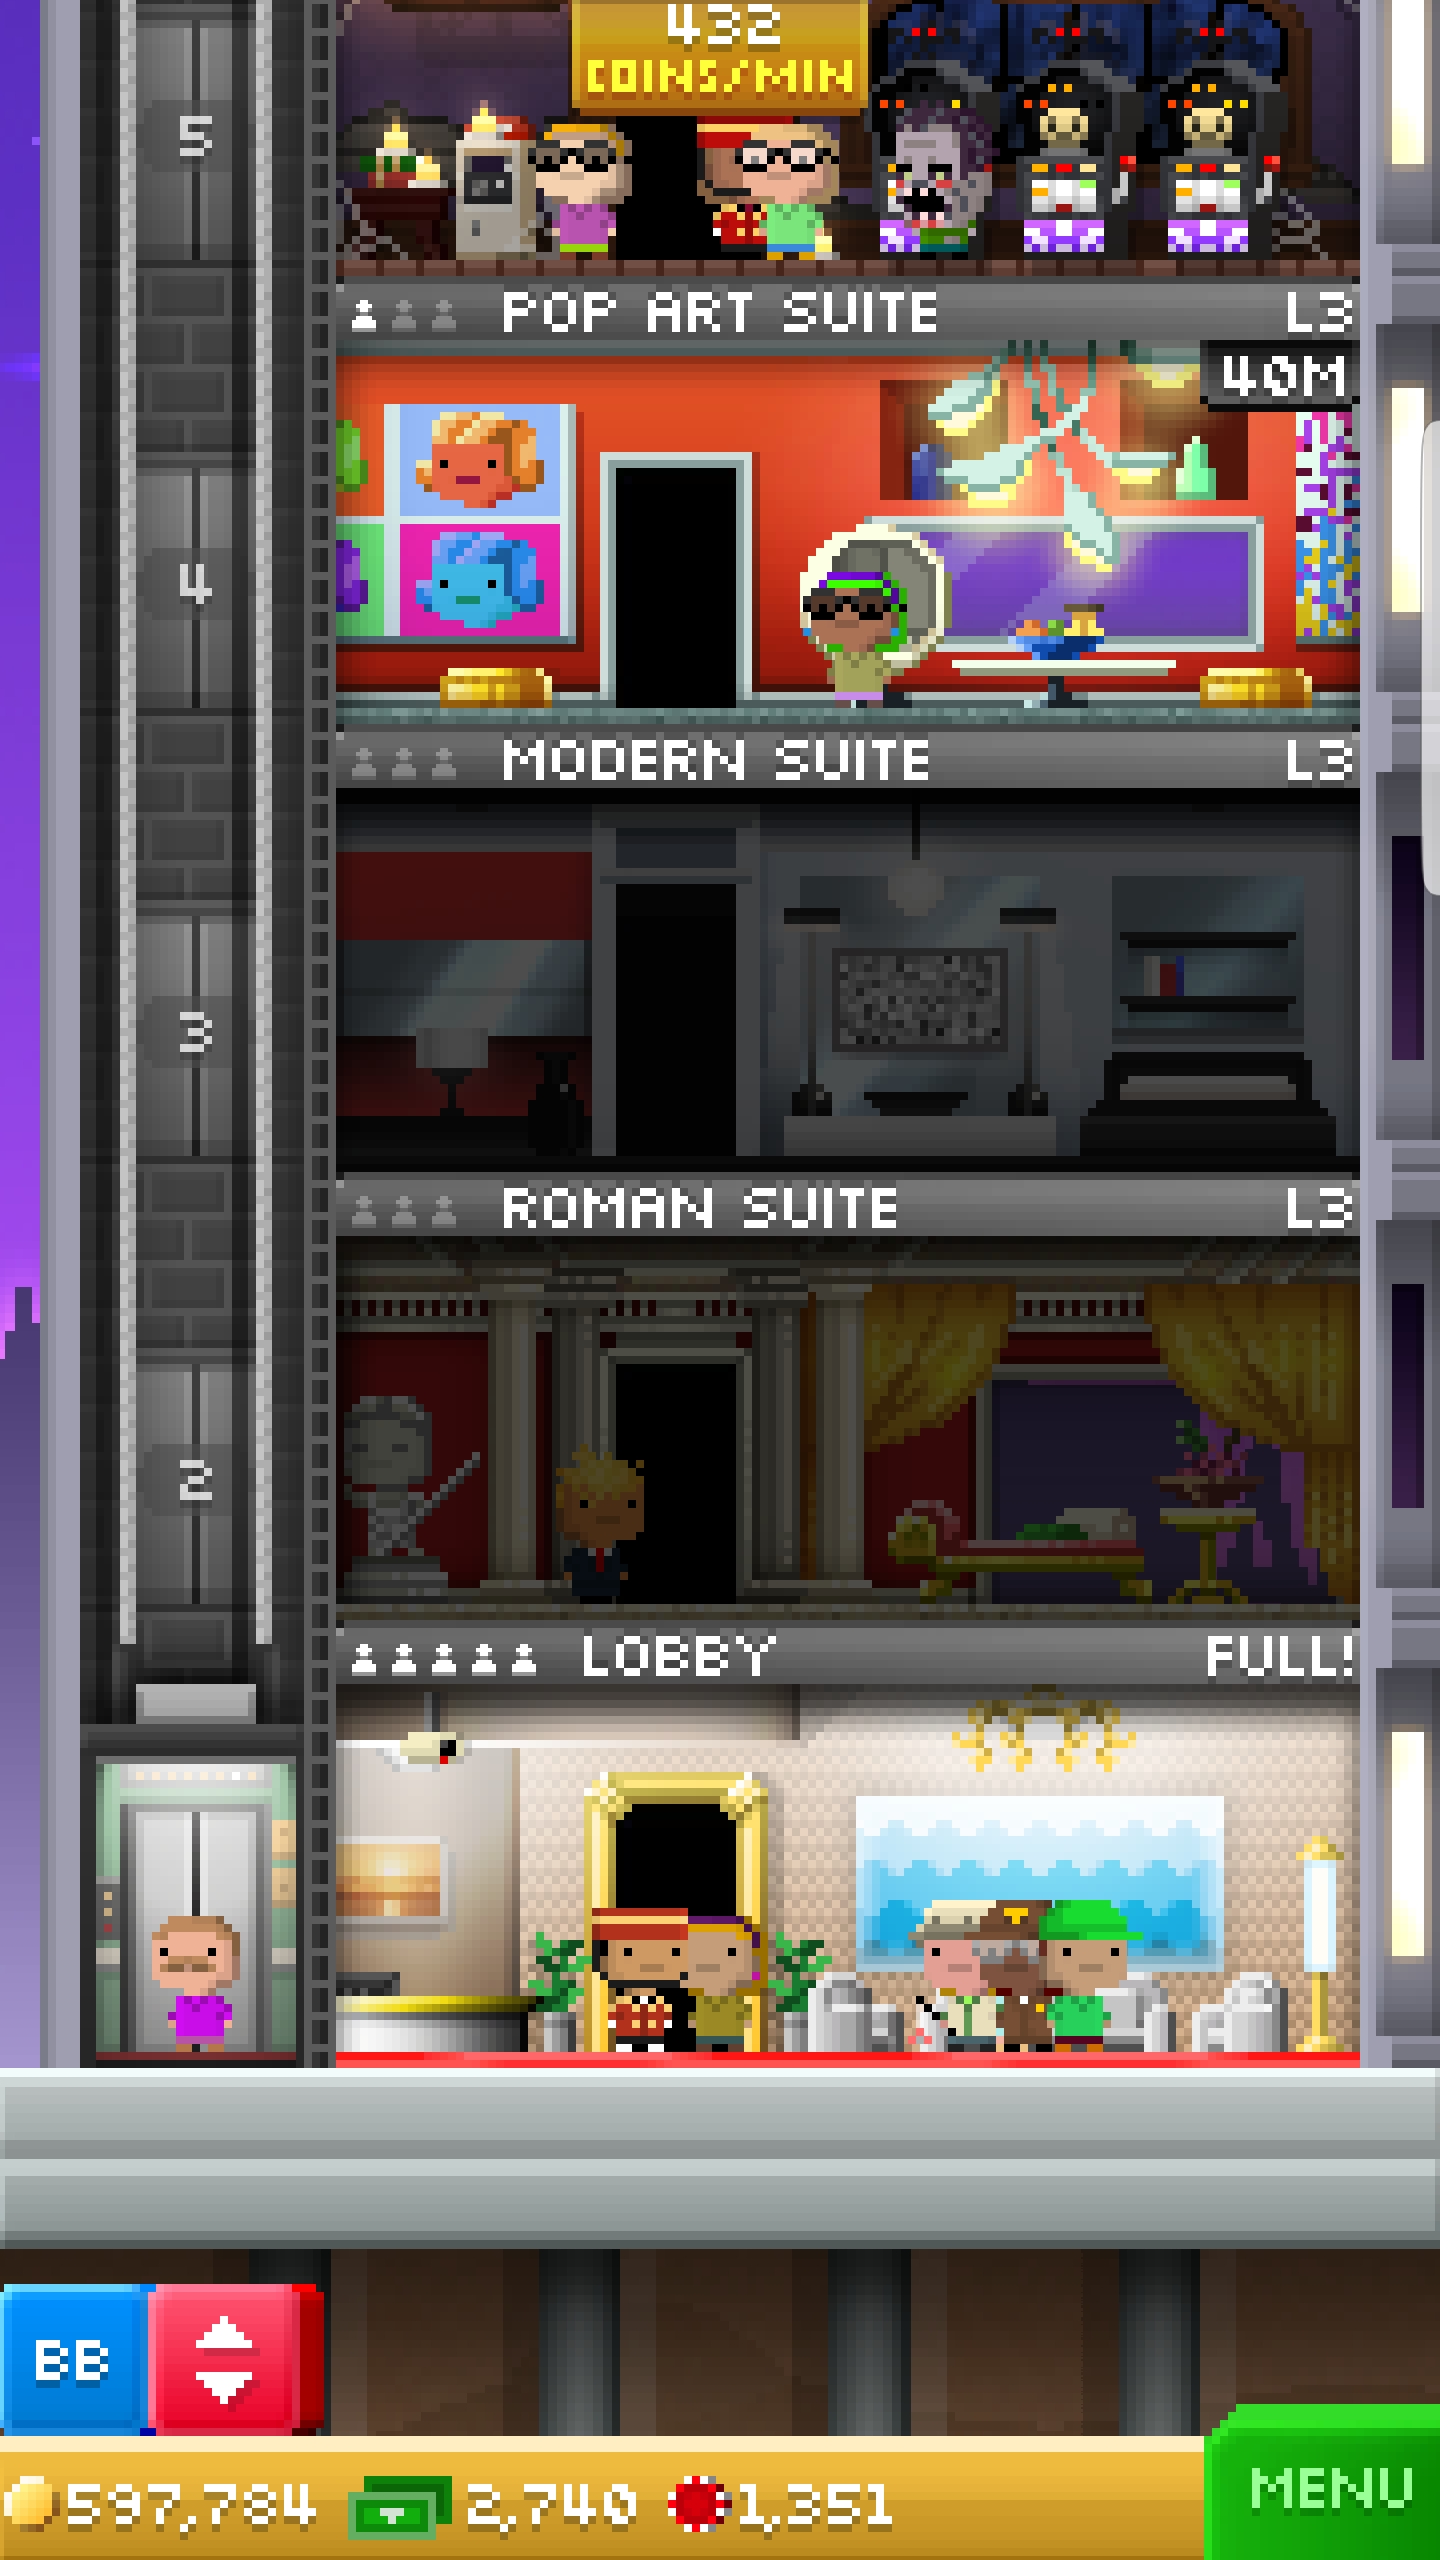 432
COINS/MIN
5
POP ART SUITE L3
40M
4
MODERN SUITE L3
3
ROMAN SUITE L3
2
LOBBY FULL!
BB
MENU
597,784 2,740 1,351